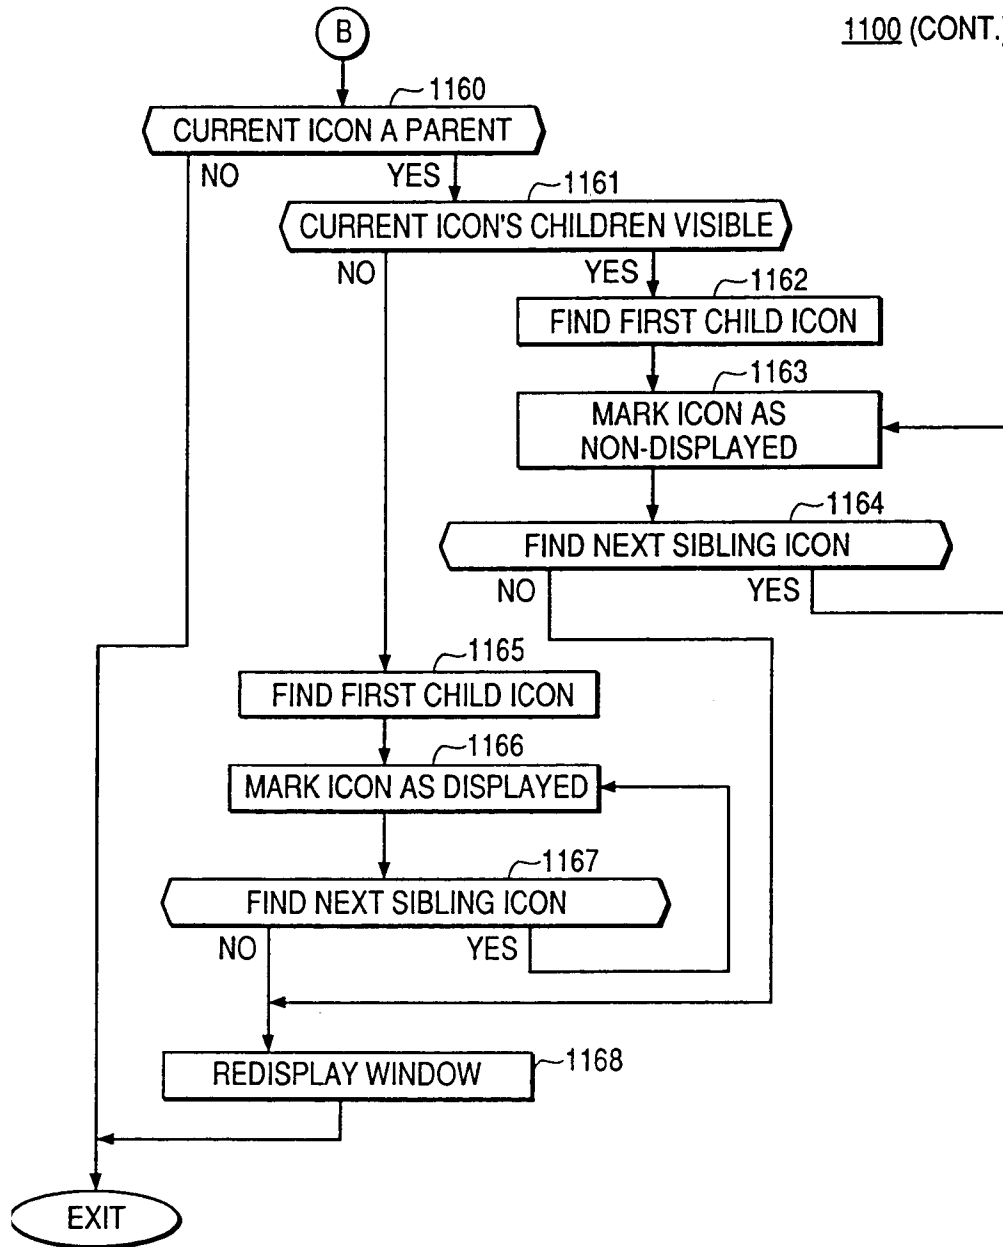 B
1100 (CONT.)
1160
CURRENT ICON A PARENT
NO
YES
1161
CURRENT ICON'S CHILDREN VISIBLE
NO
YES
1162
FIND FIRST CHILD ICON
1163
MARK ICON AS
NON-DISPLAYED
1164
FIND NEXT SIBLING ICON
NO
YES
1165
FIND FIRST CHILD ICON
1166
MARK ICON AS DISPLAYED
1167
FIND NEXT SIBLING ICON
NO
YES
REDISPLAY WINDOW
1168
EXIT